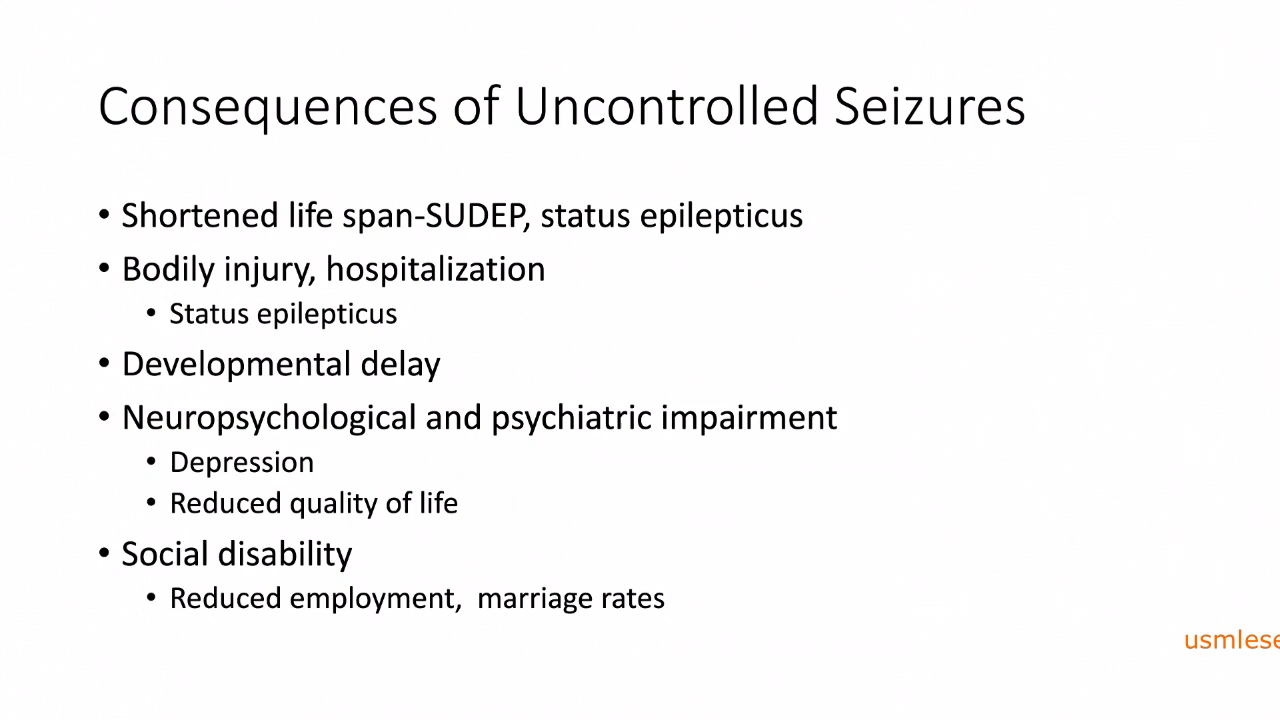 Consequences of Uncontrolled Seizures
• Shortened life span-SUDEP, status epilepticus
• Bodily injury, hospitalization
• Status epilepticus
• Developmental delay
• Neuropsychological and psychiatric impairment
• Depression
• Reduced quality of life
• Social disability
• Reduced employment,  marriage rates